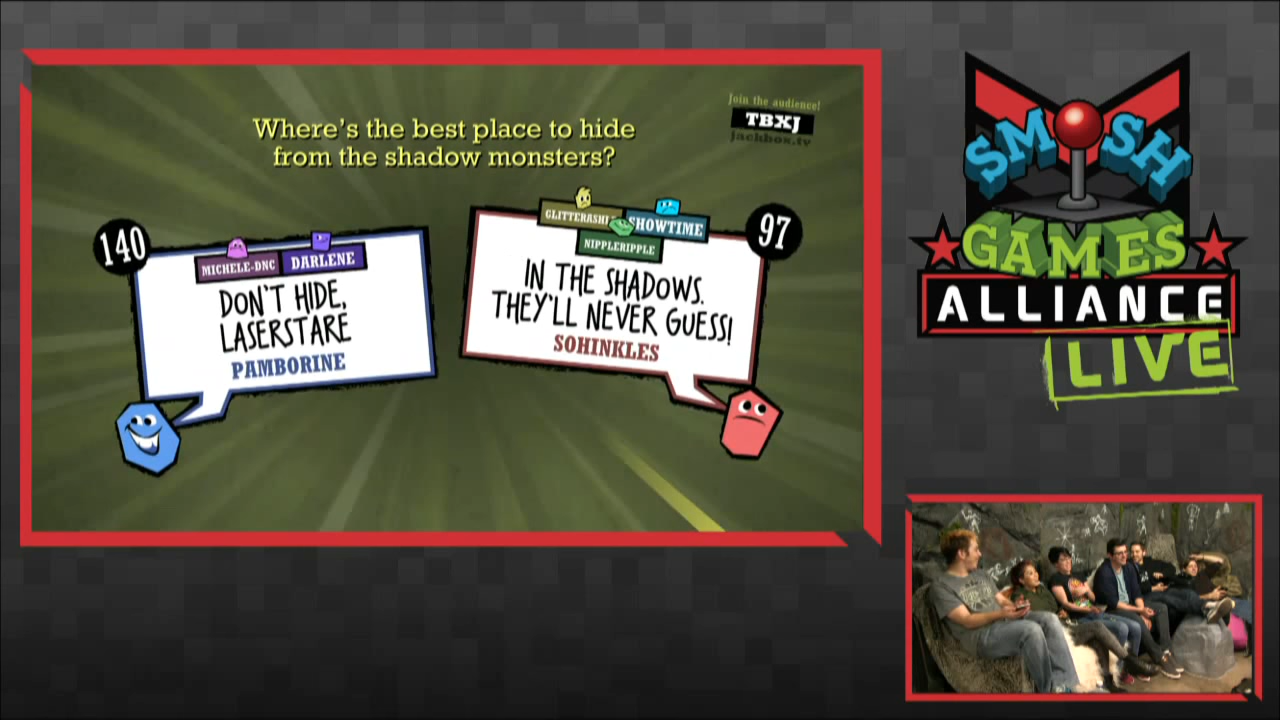 Where's the best place to hide
from the shadow monsters?
Join the audience!
TBXJ
jackbox.tv
140
MICHELE-DNC
DARLENE
DON'T HIDE,
LASERSTARE
PAMBORINE
SHOWTIME
NIPPLERIPPLE
97
IN THE SHADOWS.
THEY'LL NEVER GUESS!
SOHINKLES
SMOSH
GAMES
ALLIANCE
LIVE